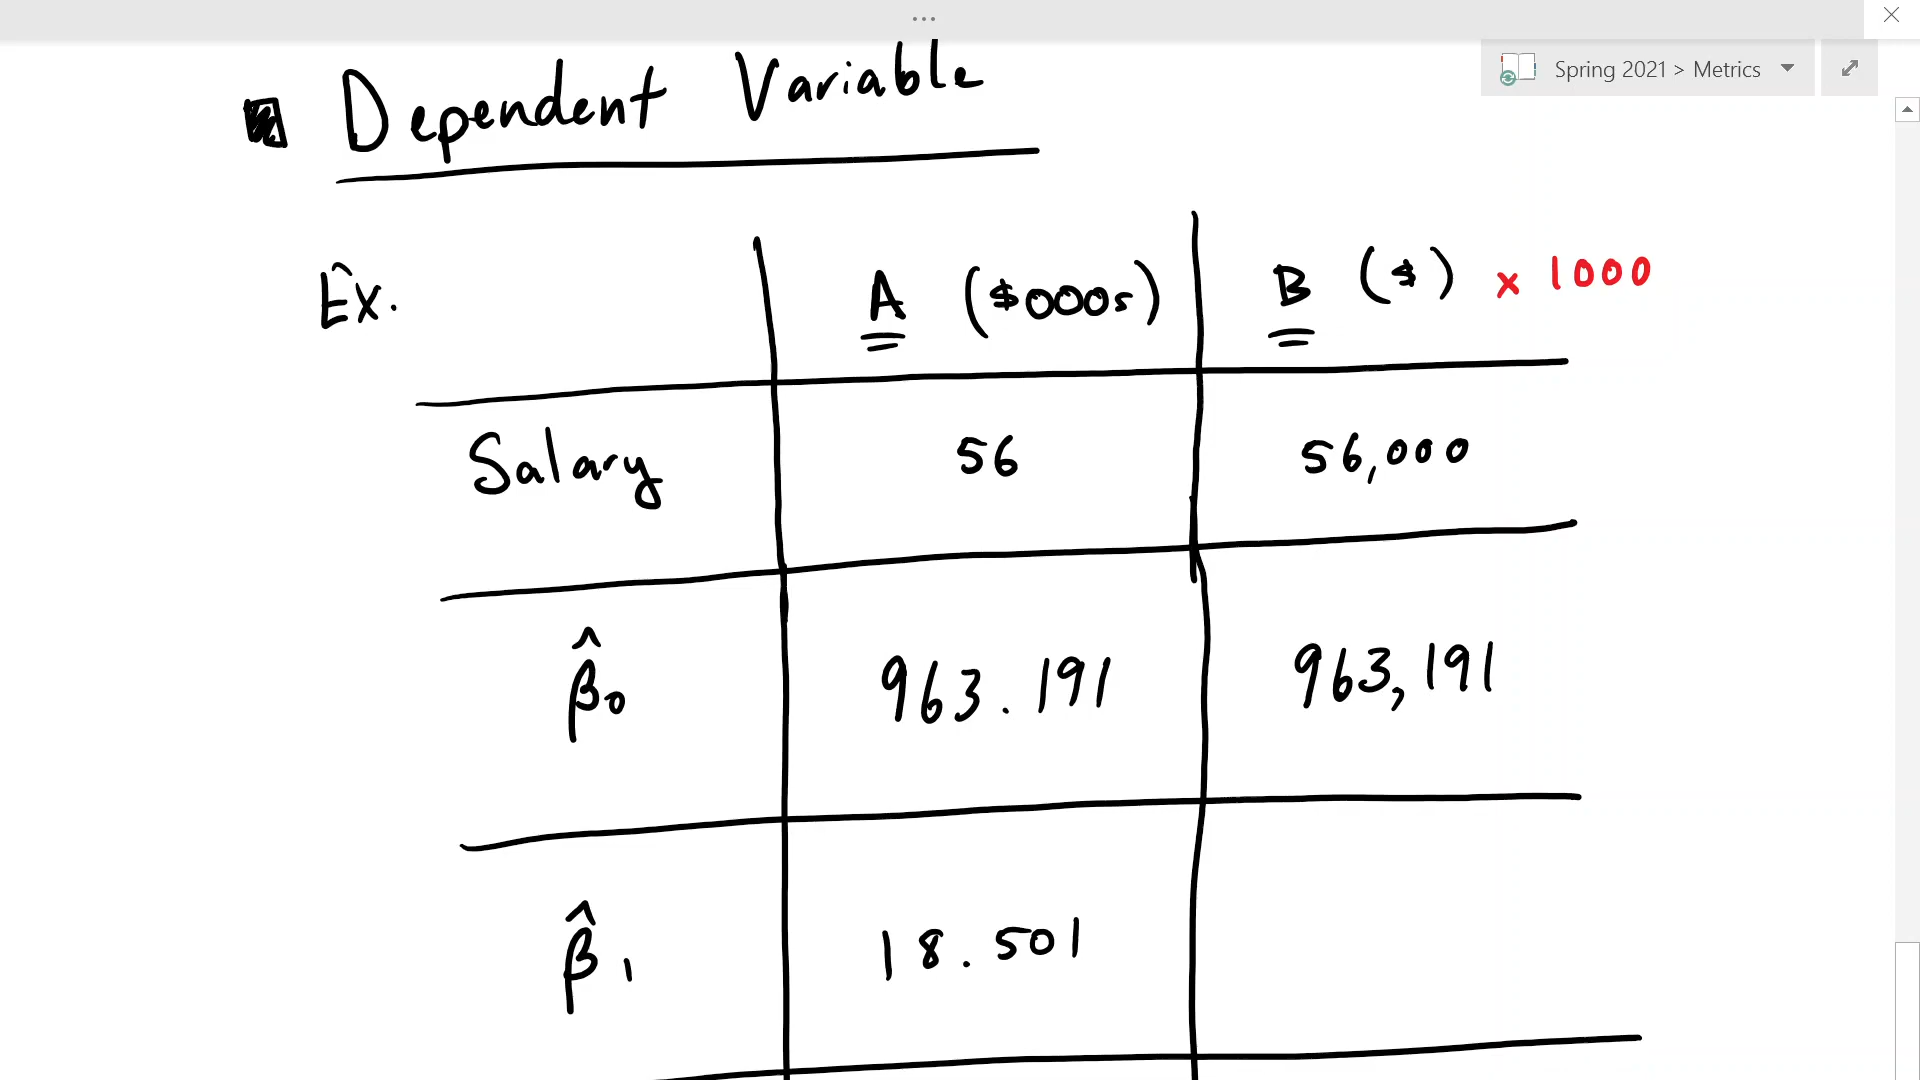 ...
Spring 2021 > Metrics
Dependent Variable
Ex.
A ($000s)
B ($) x 1000
Salary 56 56,000
β̂₀ 963.191 963,191
β̂₁ 18.501